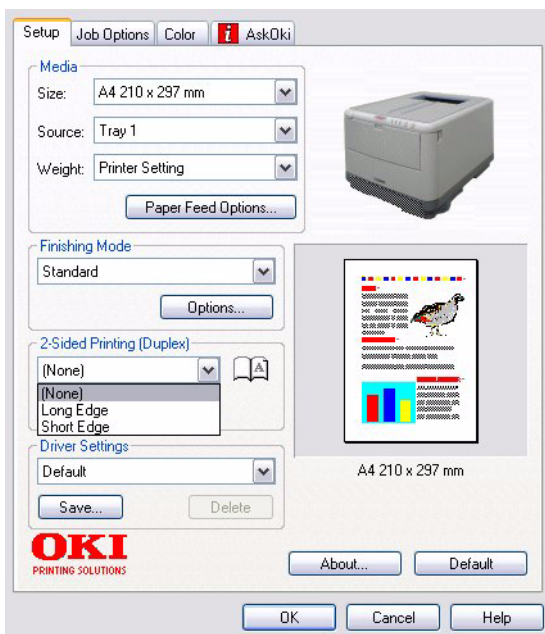 Setup Job Options Color i AskOki
Media
Size: A4 210 x 297 mm
Source: Tray 1
Weight: Printer Setting
Paper Feed Options...
Finishing Mode
Standard
Options...
2-Sided Printing (Duplex)
(None)
A
(None)
Long Edge
Short Edge
Driver Settings
Default
A4 210 x 297 mm
Save... Delete
OKI
PRINTING SOLUTIONS
About... Default
OK Cancel Help